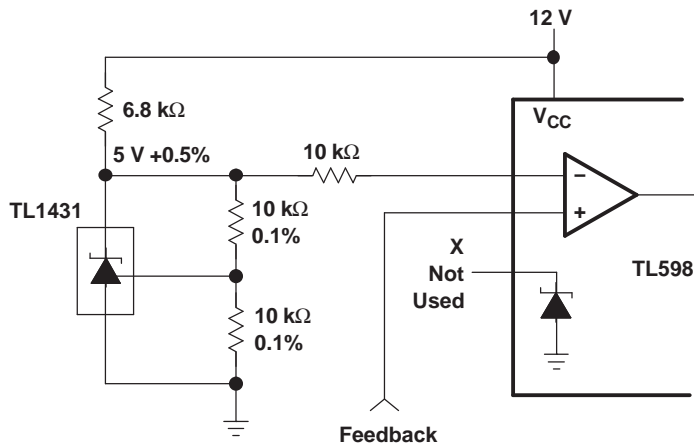 12 V
6.8 kΩ
VCC
5 V +0.5%
10 kΩ
−
TL1431
10 kΩ
0.1%
+
X
Not
Used
TL598
10 kΩ
0.1%
Feedback